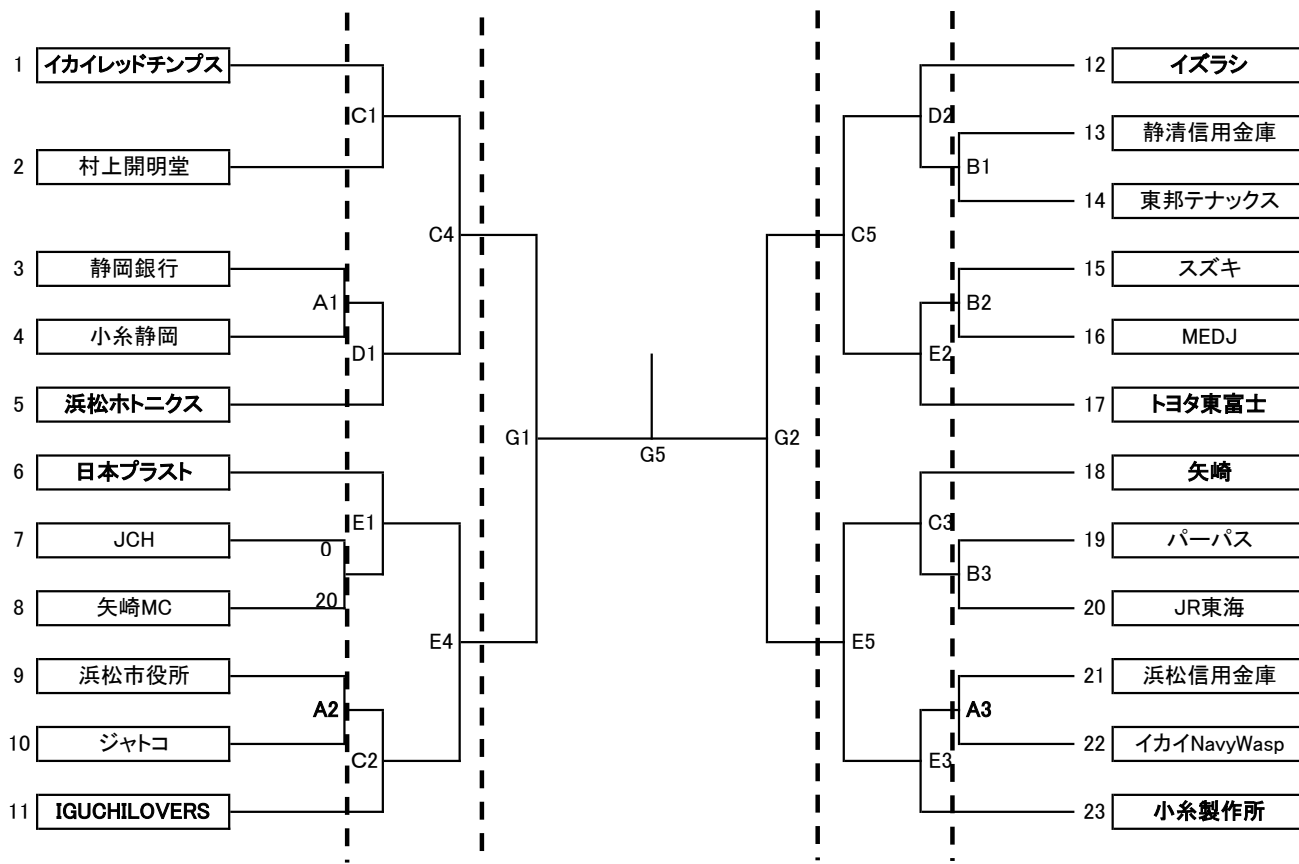 1 イカイレッドチンプス
C1
2 村上開明堂
C4
3 静岡銀行
A1
4 小糸静岡
D1
5 浜松ホトニクス
G1
6 日本プラスト
E1
7 JCH
0
8 矢崎MC
20
E4
9 浜松市役所
A2
10 ジャトコ
C2
11 IGUCHILOVERS
G5
12 イズラシ
D2
13 静清信用金庫
B1
14 東邦テナックス
C5
15 スズキ
B2
16 MEDJ
E2
17 トヨタ東富士
G2
18 矢崎
C3
19 パーパス
B3
20 JR東海
E5
21 浜松信用金庫
A3
22 イカイNavyWasp
E3
23 小糸製作所